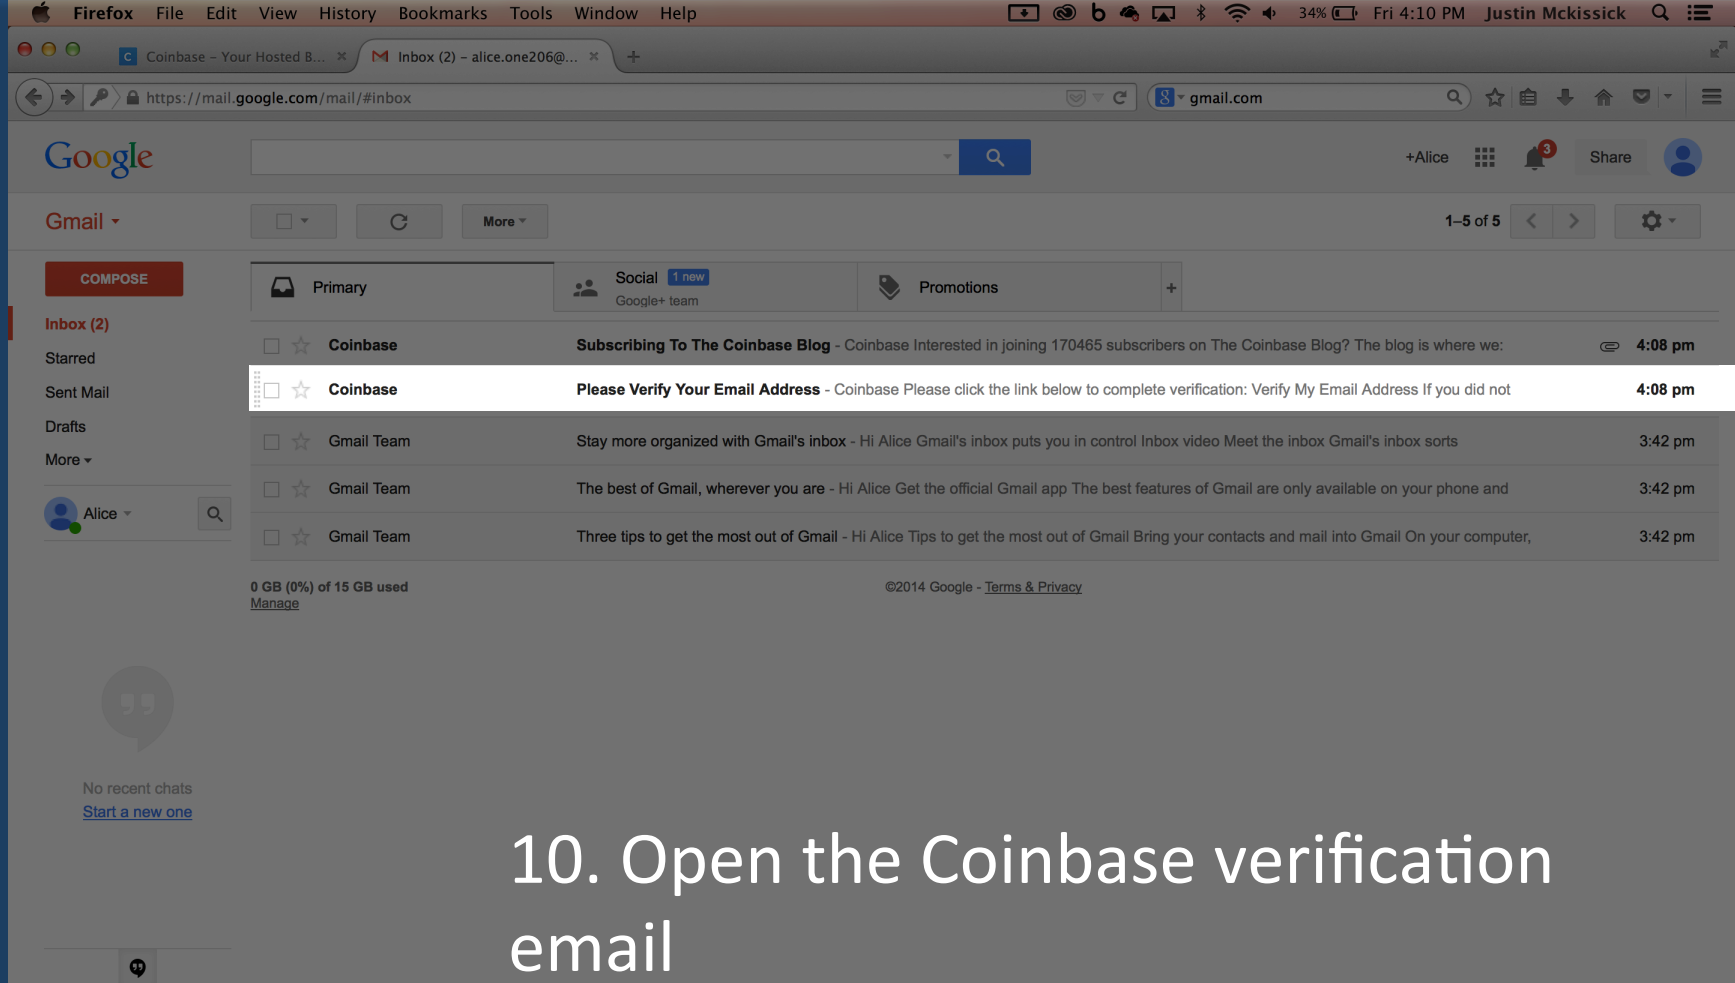 Firefox File Edit View History Bookmarks Tools Window Help 34% Fri 4:10 PM Justin Mckissick
Coinbase - Your Hosted B... Inbox (2) - alice.one206@...
https://mail.google.com/mail/#inbox gmail.com
Google +Alice 3 Share
Gmail More 1–5 of 5
COMPOSE
Primary
Social 1 new
Google+ team
Promotions
Inbox (2)
Starred
Sent Mail
Drafts
More
Alice
Coinbase Subscribing To The Coinbase Blog - Coinbase Interested in joining 170465 subscribers on The Coinbase Blog? The blog is where we: 4:08 pm
Coinbase Please Verify Your Email Address - Coinbase Please click the link below to complete verification: Verify My Email Address If you did not 4:08 pm
Gmail Team Stay more organized with Gmail's inbox - Hi Alice Gmail's inbox puts you in control Inbox video Meet the inbox Gmail's inbox sorts 3:42 pm
Gmail Team The best of Gmail, wherever you are - Hi Alice Get the official Gmail app The best features of Gmail are only available on your phone and 3:42 pm
Gmail Team Three tips to get the most out of Gmail - Hi Alice Tips to get the most out of Gmail Bring your contacts and mail into Gmail On your computer, 3:42 pm
0 GB (0%) of 15 GB used
Manage
©2014 Google - Terms & Privacy
No recent chats
Start a new one
10. Open the Coinbase verification
email